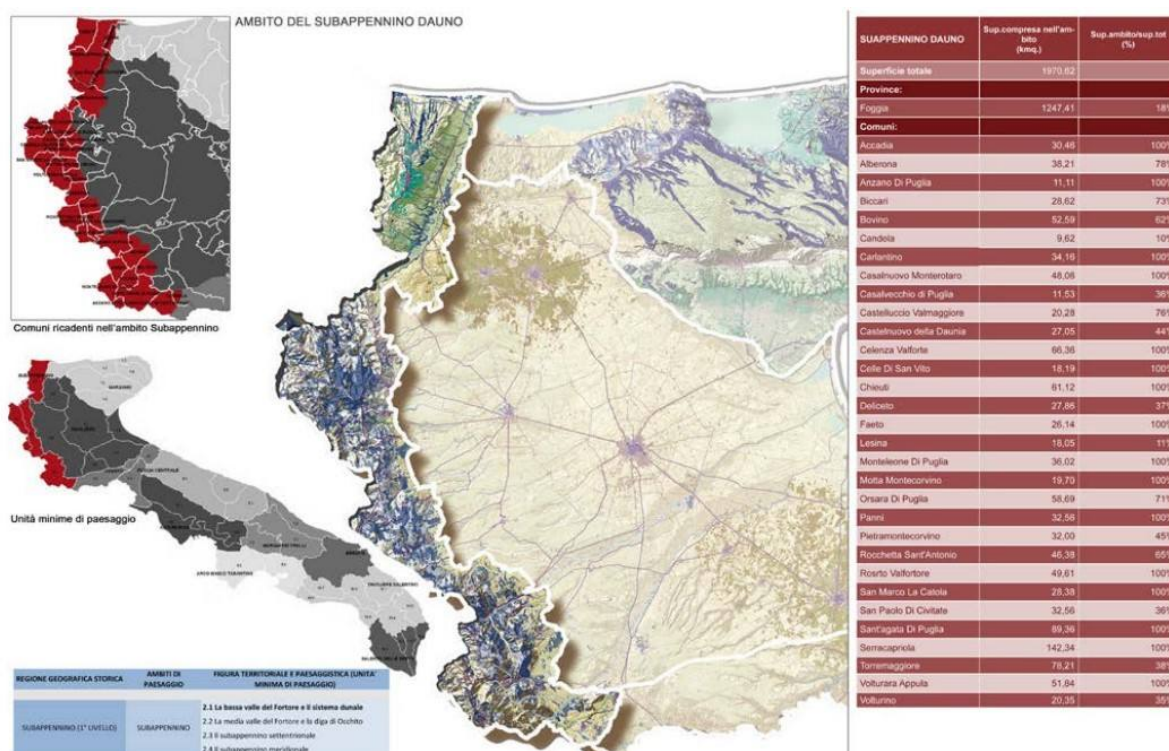 AMBITO DEL SUBAPPENNINO DAUNO
Comuni ricadenti nell'ambito Subappennino
Unità minime di paesaggio
REGIONE GEOGRAFICA STORICA AMBITI DI PAESAGGIO FIGURA TERRITORIALE E PAESAGGISTICA (UNITA' MINIMA DI PAESAGGIO)
SUBAPPENNINO (1° LIVELLO) SUBAPPENNINO
2.1 La bassa valle del Fortore e il sistema dunale
2.2 La media valle del Fortore e la diga di Occhito
2.3 Il subappennino settentrionale
2.4 Il subappennino meridionale
SUAPPENNINO DAUNO Sup.compresa nell'ambito (kmq.) Sup.ambito/sup.tot (%)
Superficie totale 1970,62
Province:
Foggia 1247,41 18%
Comuni:
Accadia 30,46 100%
Alberona 38,21 78%
Anzano Di Puglia 11,11 100%
Biccari 28,62 73%
Bovino 52,59 62%
Candela 9,62 10%
Carlantino 34,16 100%
Casalnuovo Monterotaro 48,06 100%
Casalvecchio di Puglia 11,53 36%
Castelluccio Valmaggiore 20,28 76%
Castelnuovo della Daunia 27,05 44%
Celenza Valforte 66,36 100%
Celle Di San Vito 18,19 100%
Chieuti 61,12 100%
Deliceto 27,86 37%
Faeto 26,14 100%
Lesina 18,05 11%
Monteleone Di Puglia 36,02 100%
Motta Montecorvino 19,70 100%
Orsara Di Puglia 58,69 71%
Panni 32,56 100%
Pietramontecorvino 32,00 45%
Rocchetta Sant'Antonio 46,38 65%
Rosrto Valfortore 49,61 100%
San Marco La Catola 28,38 100%
San Paolo Di Civitate 32,56 36%
Sant'agata Di Puglia 89,36 100%
Serracapriola 142,34 100%
Torremaggiore 78,21 38%
Volturara Appula 51,84 100%
Volturino 20,35 35%